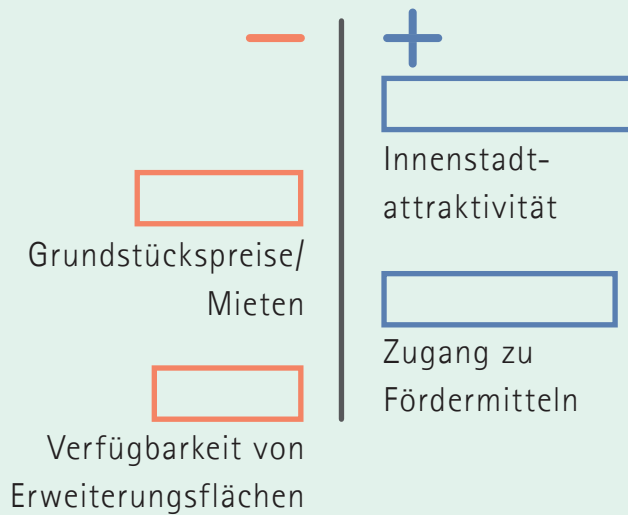 – +
Innenstadt-
attraktivität
Grundstückspreise/
Mieten
Zugang zu
Fördermitteln
Verfügbarkeit von
Erweiterungsflächen